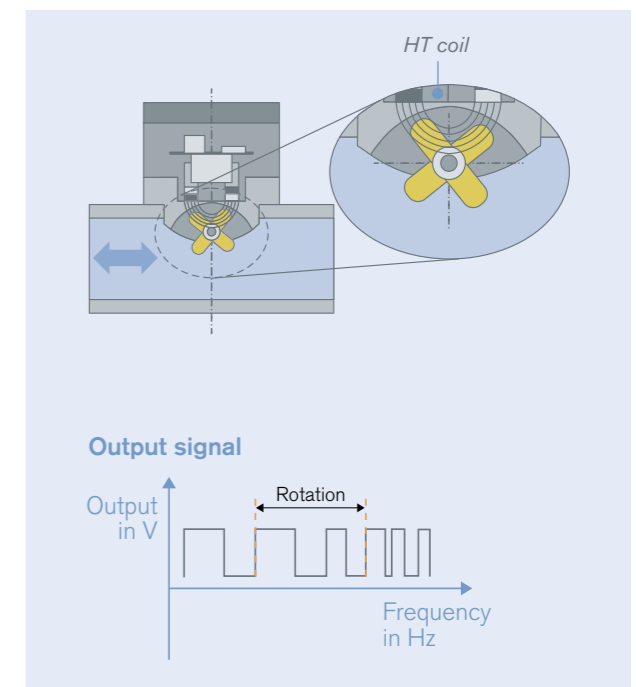 HT coil
Output signal
Output
in V
Rotation
Frequency
in Hz